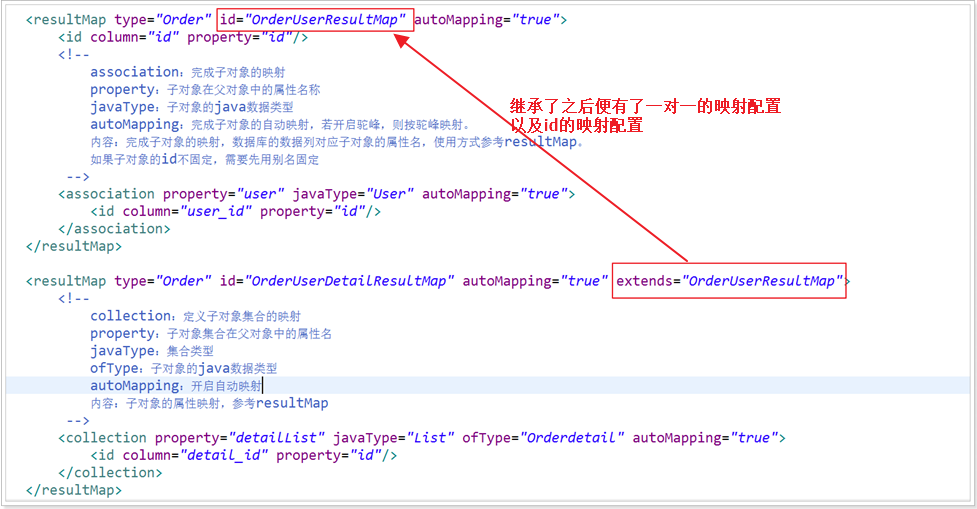 <resultMap type="Order" id="OrderUserResultMap" autoMapping="true">
<id column="id" property="id"/>
<!--
association：完成子对象的映射
property：子对象在父对象中的属性名称
javaType：子对象的java数据类型
autoMapping：完成子对象的自动映射，若开启驼峰，则按驼峰映射。
内容：完成子对象的映射，数据库的数据列对应子对象的属性名，使用方式参考resultMap。
如果子对象的id不固定，需要先用别名固定
-->
<association property="user" javaType="User" autoMapping="true">
<id column="user_id" property="id"/>
</association>
</resultMap>
继承了之后便有了一对一的映射配置
以及id的映射配置
<resultMap type="Order" id="OrderUserDetailResultMap" autoMapping="true" extends="OrderUserResultMap">
<!--
collection：定义子对象集合的映射
property：子对象集合在父对象中的属性名
javaType：集合类型
ofType：子对象的java数据类型
autoMapping：开启自动映射
内容：子对象的属性映射，参考resultMap
-->
<collection property="detailList" javaType="List" ofType="Orderdetail" autoMapping="true">
<id column="detail_id" property="id"/>
</collection>
</resultMap>